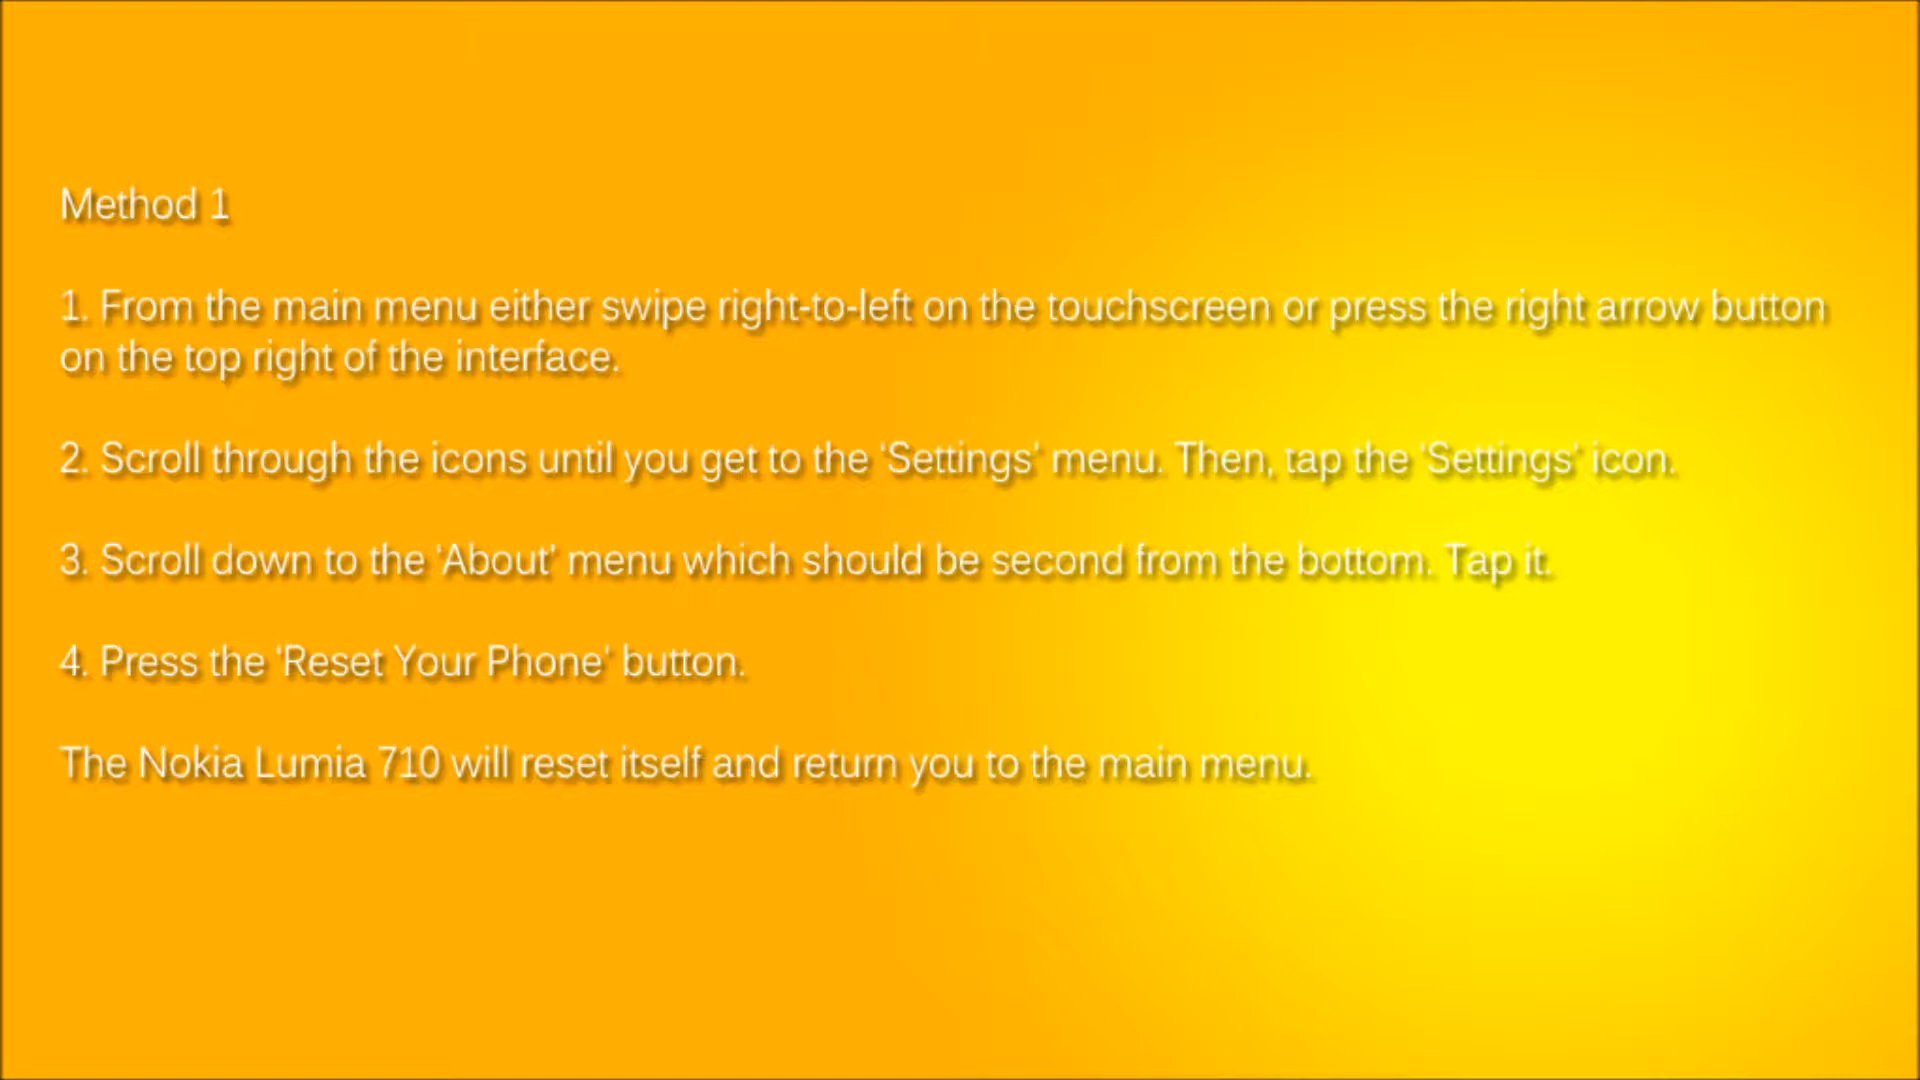 Method 1
1. From the main menu either swipe right-to-left on the touchscreen or press the right arrow button
on the top right of the interface.
2. Scroll through the icons until you get to the 'Settings' menu. Then, tap the 'Settings' icon.
3. Scroll down to the 'About' menu which should be second from the bottom. Tap it.
4. Press the 'Reset Your Phone' button.
The Nokia Lumia 710 will reset itself and return you to the main menu.